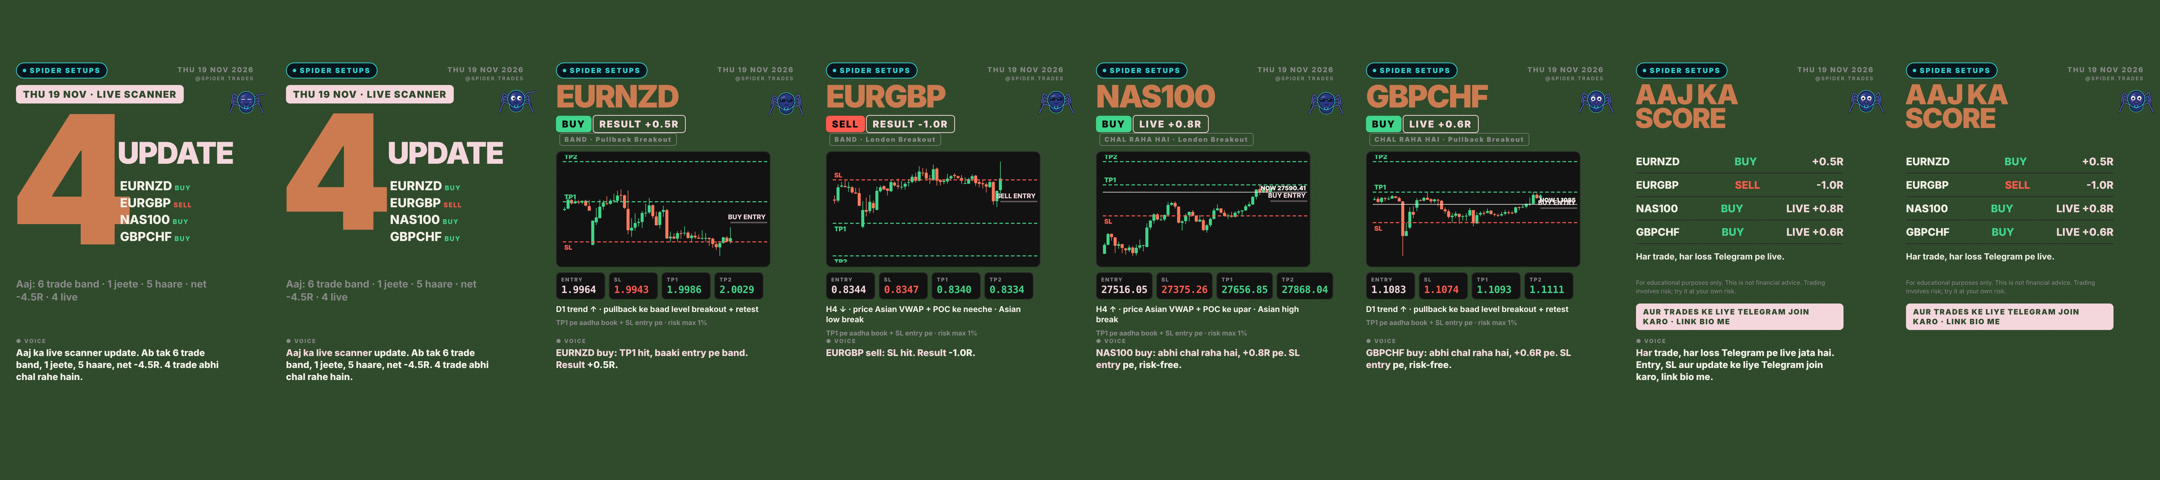 SPIDER SETUPS
THU 19 NOV 2026
@SPIDER.TRADES
THU 19 NOV · LIVE SCANNER
4
UPDATE
EURNZD BUY
EURGBP SELL
NAS100 BUY
GBPCHF BUY
Aaj: 6 trade band · 1 jeete · 5 haare · net
-4.5R · 4 live
VOICE
Aaj ka live scanner update. Ab tak 6 trade
band, 1 jeete, 5 haare, net -4.5R. 4 trade abhi
chal rahe hain.
SPIDER SETUPS
THU 19 NOV 2026
@SPIDER.TRADES
THU 19 NOV · LIVE SCANNER
4
UPDATE
EURNZD BUY
EURGBP SELL
NAS100 BUY
GBPCHF BUY
Aaj: 6 trade band · 1 jeete · 5 haare · net
-4.5R · 4 live
VOICE
Aaj ka live scanner update. Ab tak 6 trade
band, 1 jeete, 5 haare, net -4.5R. 4 trade abhi
chal rahe hain.
SPIDER SETUPS
THU 19 NOV 2026
@SPIDER.TRADES
EURNZD
BUY RESULT +0.5R
BAND · Pullback Breakout
TP2
TP1
BUY ENTRY
SL
ENTRY SL TP1 TP2
1.9964 1.9943 1.9986 2.0029
D1 trend ↑ · pullback ke baad level breakout + retest
TP1 pe aadha book + SL entry pe · risk max 1%
VOICE
EURNZD buy: TP1 hit, baaki entry pe band.
Result +0.5R.
SPIDER SETUPS
THU 19 NOV 2026
@SPIDER.TRADES
EURGBP
SELL RESULT -1.0R
BAND · London Breakout
SL
SELL ENTRY
TP1
TP2
ENTRY SL TP1 TP2
0.8344 0.8347 0.8340 0.8334
H4 ↓ · price Asian VWAP + POC ke neeche · Asian
low break
TP1 pe aadha book + SL entry pe · risk max 1%
VOICE
EURGBP sell: SL hit. Result -1.0R.
SPIDER SETUPS
THU 19 NOV 2026
@SPIDER.TRADES
NAS100
BUY LIVE +0.8R
CHAL RAHA HAI · London Breakout
TP2
TP1
NOW 27590.41
BUY ENTRY
SL
ENTRY SL TP1 TP2
27516.05 27375.26 27656.85 27868.04
H4 ↑ · price Asian VWAP + POC ke upar · Asian high
break
TP1 pe aadha book + SL entry pe · risk max 1%
VOICE
NAS100 buy: abhi chal raha hai, +0.8R pe. SL
entry pe, risk-free.
SPIDER SETUPS
THU 19 NOV 2026
@SPIDER.TRADES
GBPCHF
BUY LIVE +0.6R
CHAL RAHA HAI · Pullback Breakout
TP2
TP1
SL
ENTRY SL TP1 TP2
1.1083 1.1074 1.1093 1.1111
D1 trend ↑ · pullback ke baad level breakout + retest
TP1 pe aadha book + SL entry pe · risk max 1%
VOICE
GBPCHF buy: abhi chal raha hai, +0.6R pe. SL
entry pe, risk-free.
SPIDER SETUPS
THU 19 NOV 2026
@SPIDER.TRADES
AAJ KA
SCORE
EURNZD BUY +0.5R
EURGBP SELL -1.0R
NAS100 BUY LIVE +0.8R
GBPCHF BUY LIVE +0.6R
Har trade, har loss Telegram pe live.
For educational purposes only. This is not financial advice. Trading
involves risk; try it at your own risk.
AUR TRADES KE LIYE TELEGRAM JOIN
KARO · LINK BIO ME
VOICE
Har trade, har loss Telegram pe live jata hai.
Entry, SL aur update ke liye Telegram join
karo, link bio me.
SPIDER SETUPS
THU 19 NOV 2026
@SPIDER.TRADES
AAJ KA
SCORE
EURNZD BUY +0.5R
EURGBP SELL -1.0R
NAS100 BUY LIVE +0.8R
GBPCHF BUY LIVE +0.6R
Har trade, har loss Telegram pe live.
For educational purposes only. This is not financial advice. Trading
involves risk; try it at your own risk.
AUR TRADES KE LIYE TELEGRAM JOIN
KARO · LINK BIO ME